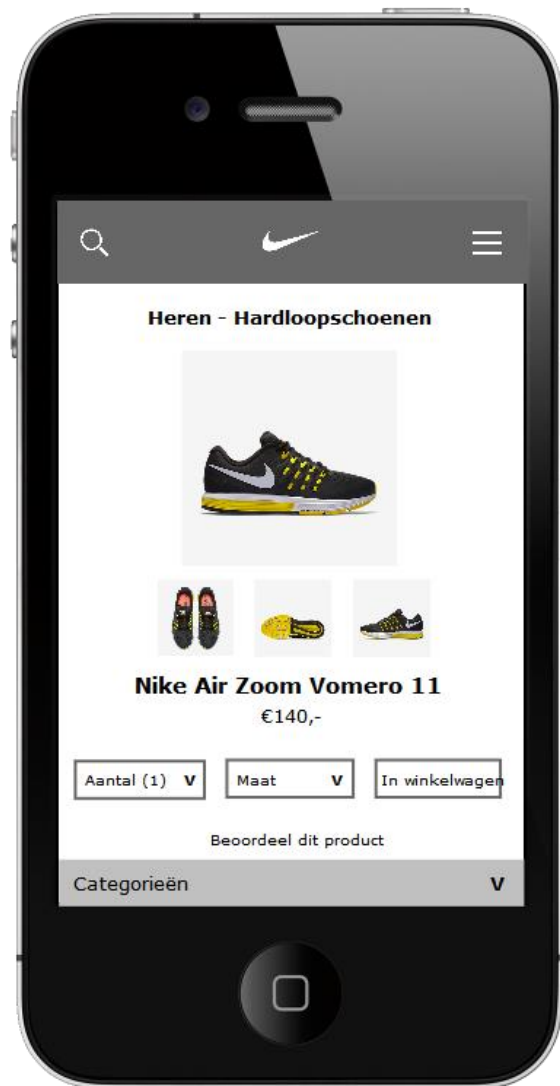 Heren - Hardloopschoenen
Nike Air Zoom Vomero 11
€140,-
Aantal (1) V Maat V In winkelwagen
Beoordeel dit product
Categorieën V